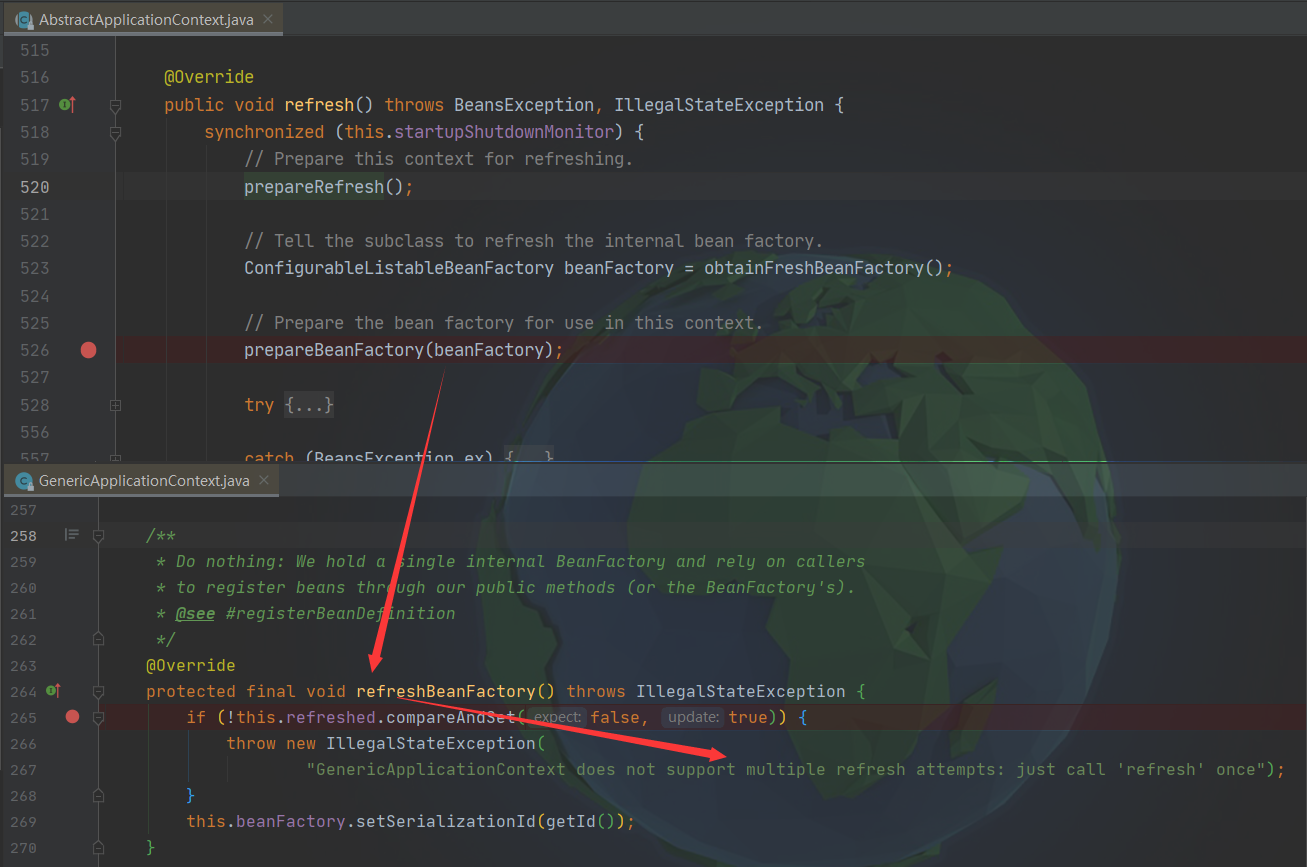 AbstractApplicationContext.java
515
516 @Override
517 public void refresh() throws BeansException, IllegalStateException {
518 synchronized (this.startupShutdownMonitor) {
519 // Prepare this context for refreshing.
520 prepareRefresh();
521
522 // Tell the subclass to refresh the internal bean factory.
523 ConfigurableListableBeanFactory beanFactory = obtainFreshBeanFactory();
524
525 // Prepare the bean factory for use in this context.
526 prepareBeanFactory(beanFactory);
527
528 try {...}
556
557 catch (BeansException ex) {...}
GenericApplicationContext.java
257
258 /**
259 * Do nothing: We hold a single internal BeanFactory and rely on callers
260 * to register beans through our public methods (or the BeanFactory's).
261 * @see #registerBeanDefinition
262 */
263 @Override
264 protected final void refreshBeanFactory() throws IllegalStateException {
265 if (!this.refreshed.compareAndSet( expect: false, update: true)) {
266 throw new IllegalStateException(
267 "GenericApplicationContext does not support multiple refresh attempts: just call 'refresh' once");
268 }
269 this.beanFactory.setSerializationId(getId());
270 }